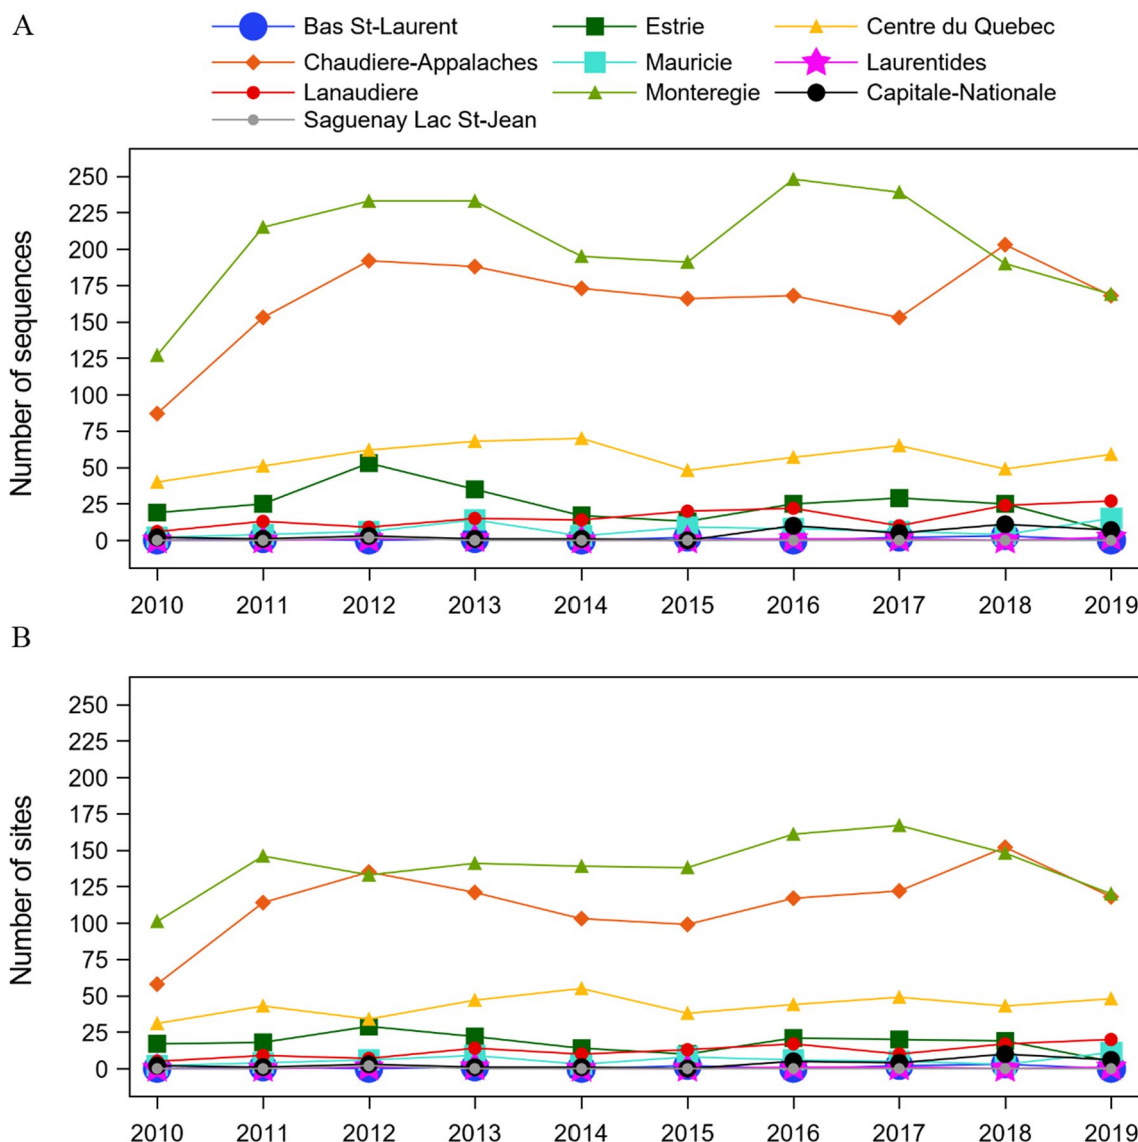 A
Bas St-Laurent Estrie Centre du Quebec
Chaudiere-Appalaches Mauricie Laurentides
Lanaudiere Monteregie Capitale-Nationale
Saguenay Lac St-Jean
Number of sequences
250
225
200
175
150
125
100
75
50
25
0
2010 2011 2012 2013 2014 2015 2016 2017 2018 2019
B
Number of sites
250
225
200
175
150
125
100
75
50
25
0
2010 2011 2012 2013 2014 2015 2016 2017 2018 2019